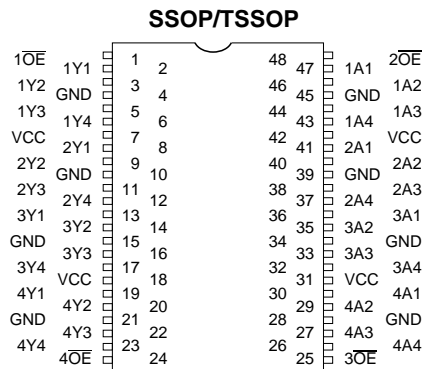 SSOP/TSSOP
1O̅E̅ 1 48 2O̅E̅
1Y1 2 47 1A1
1Y2 3 46 1A2
GND 4 45 GND
1Y3 5 44 1A3
1Y4 6 43 1A4
VCC 7 42 VCC
2Y1 8 41 2A1
2Y2 9 40 2A2
GND 10 39 GND
2Y3 11 38 2A3
2Y4 12 37 2A4
3Y1 13 36 3A1
3Y2 14 35 3A2
GND 15 34 GND
3Y3 16 33 3A3
3Y4 17 32 3A4
VCC 18 31 VCC
4Y1 19 30 4A1
4Y2 20 29 4A2
GND 21 28 GND
4Y3 22 27 4A3
4Y4 23 26 4A4
4O̅E̅ 24 25 3O̅E̅